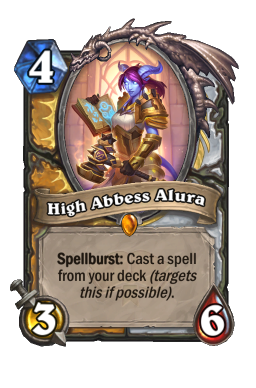 4
High Abbess Alura
Spellburst: Cast a spell
from your deck (targets
this if possible).
3
6